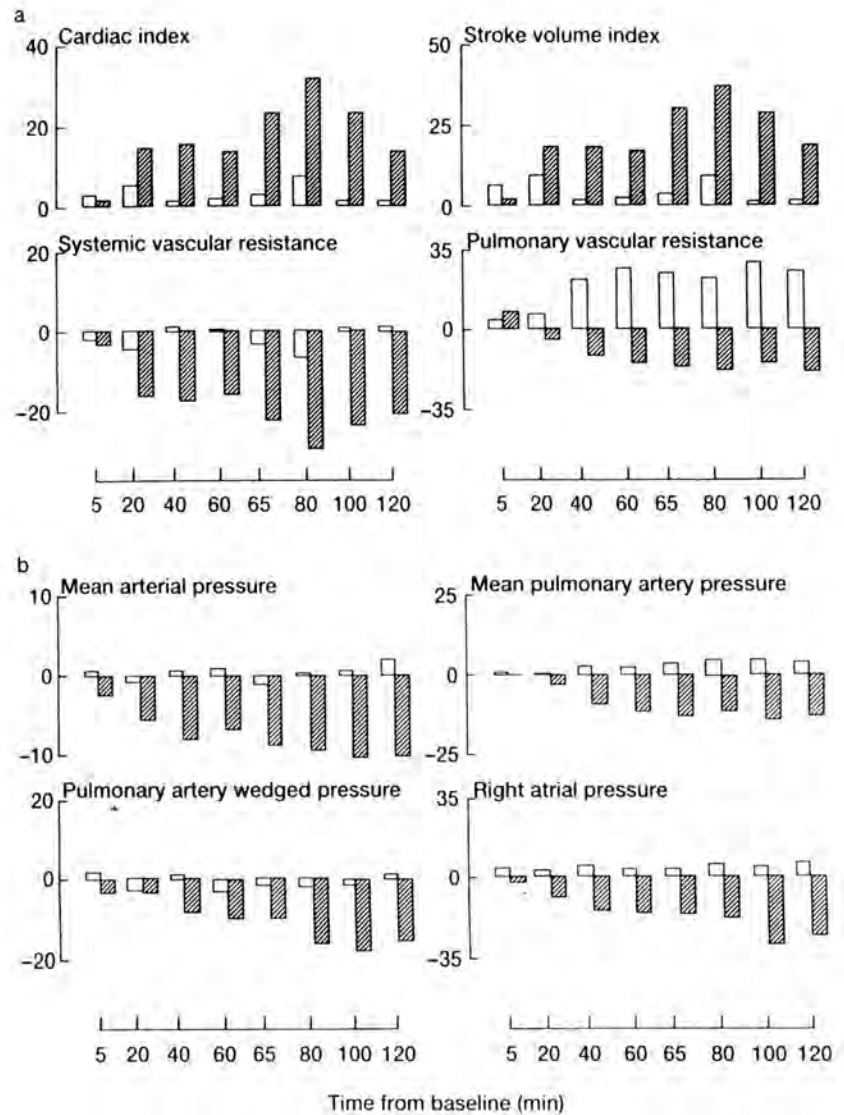 a
Cardiac index
40
20
0
Stroke volume index
50
25
0
Systemic vascular resistance
20
0
−20
Pulmonary vascular resistance
35
0
−35
5 20 40 60 65 80 100 120
5 20 40 60 65 80 100 120
b
Mean arterial pressure
10
0
−10
Mean pulmonary artery pressure
25
0
−25
Pulmonary artery wedged pressure
20
0
−20
Right atrial pressure
35
0
−35
5 20 40 60 65 80 100 120
5 20 40 60 65 80 100 120
Time from baseline (min)